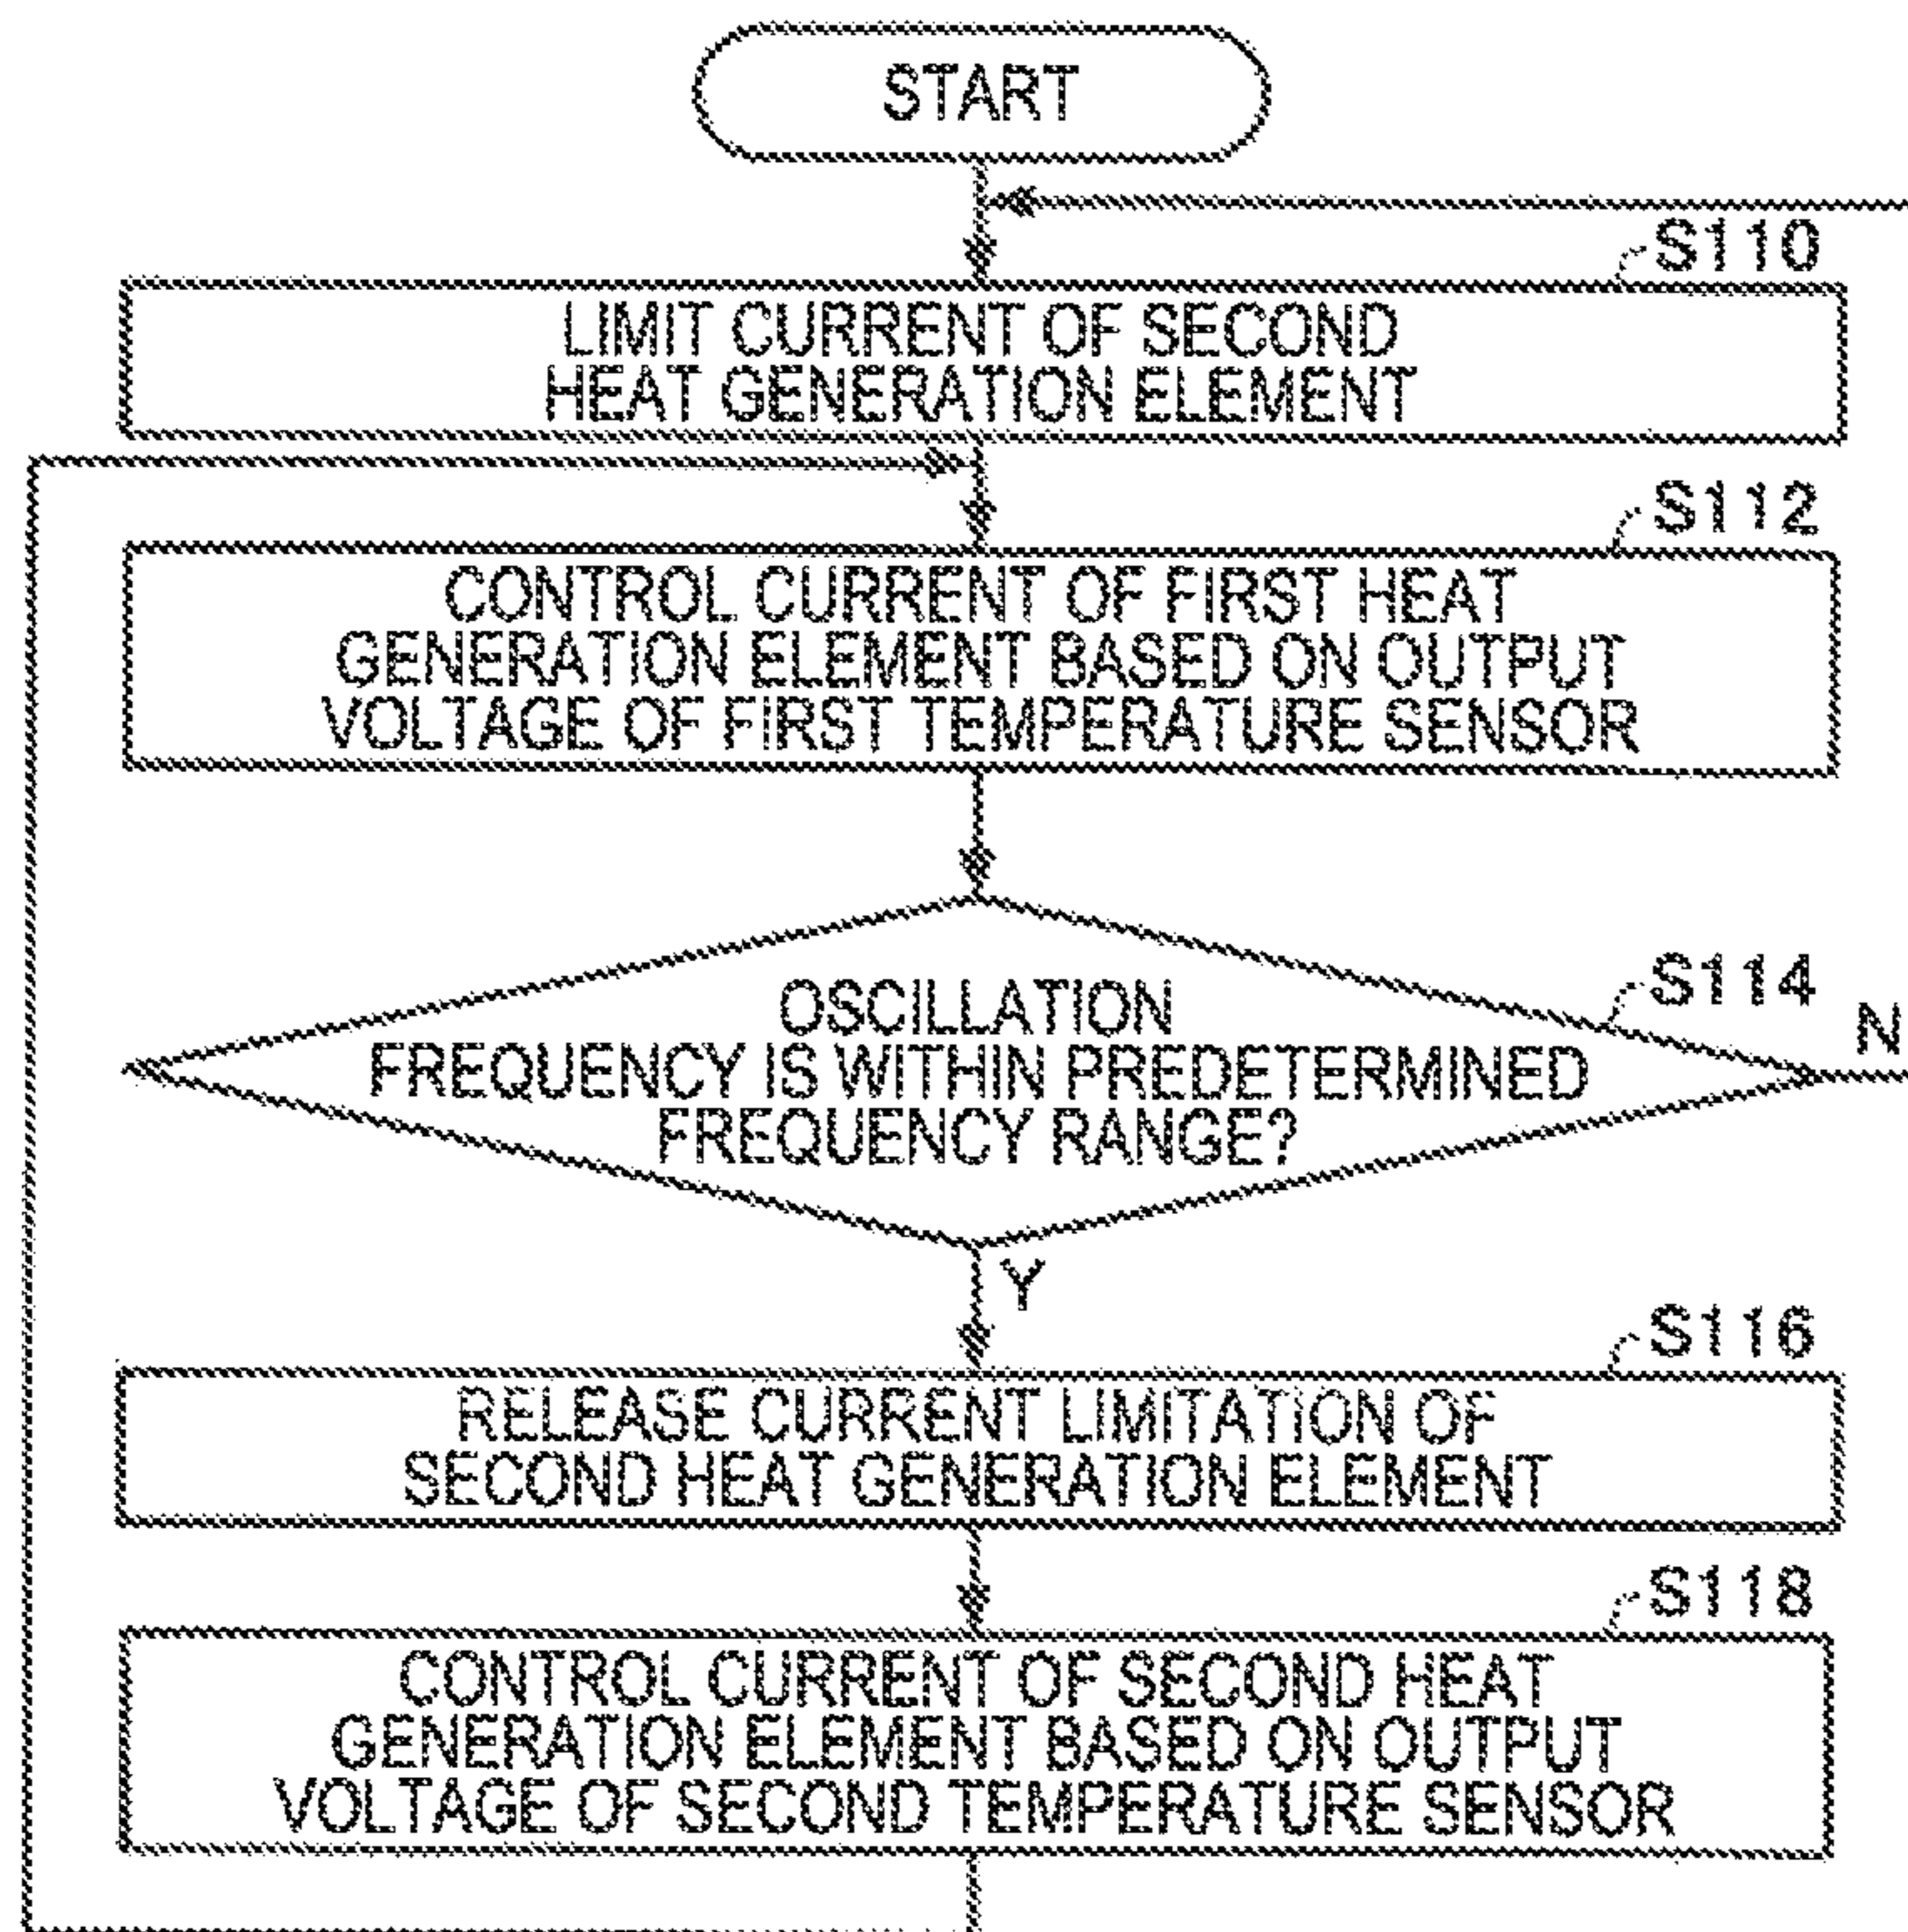 START
S110
LIMIT CURRENT OF SECOND
HEAT GENERATION ELEMENT
S112
CONTROL CURRENT OF FIRST HEAT
GENERATION ELEMENT BASED ON OUTPUT
VOLTAGE OF FIRST TEMPERATURE SENSOR
S114
N
OSCILLATION
FREQUENCY IS WITHIN PREDETERMINED
FREQUENCY RANGE?
Y
S116
RELEASE CURRENT LIMITATION OF
SECOND HEAT GENERATION ELEMENT
S118
CONTROL CURRENT OF SECOND HEAT
GENERATION ELEMENT BASED ON OUTPUT
VOLTAGE OF SECOND TEMPERATURE SENSOR